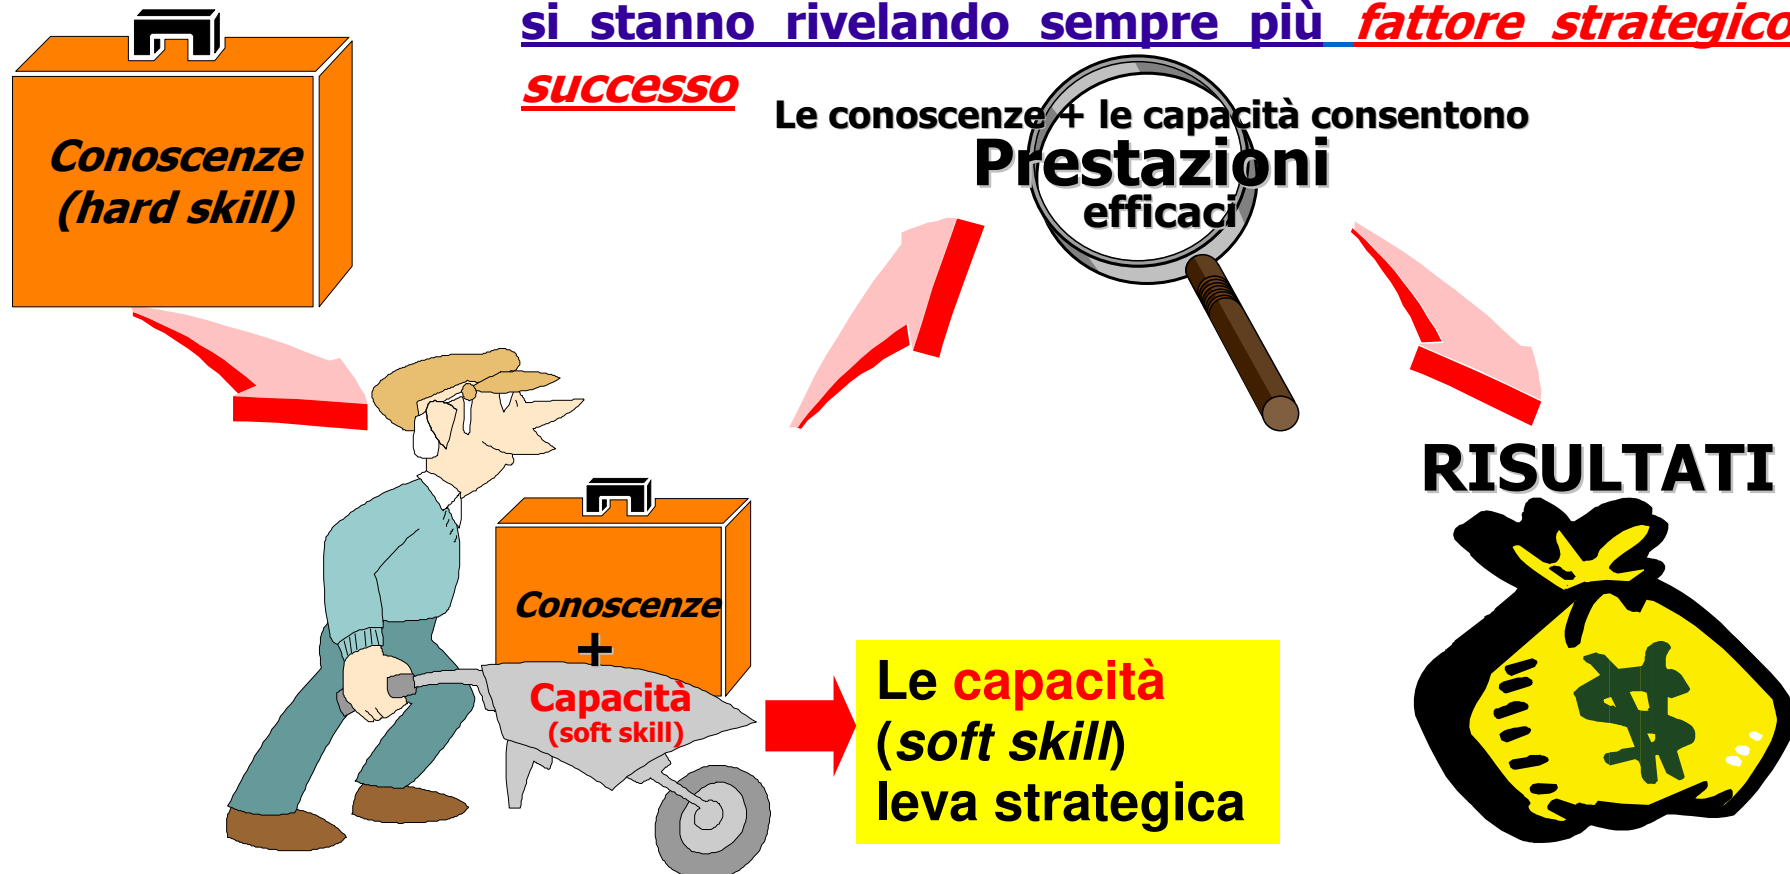 si stanno rivelando sempre più fattore strategico
successo
Le conoscenze + le capacità consentono
Prestazioni
efficaci
Conoscenze
(hard skill)
RISULTATI
Conoscenze
+
Capacità
(soft skill)
Le capacità
(soft skill)
leva strategica
$